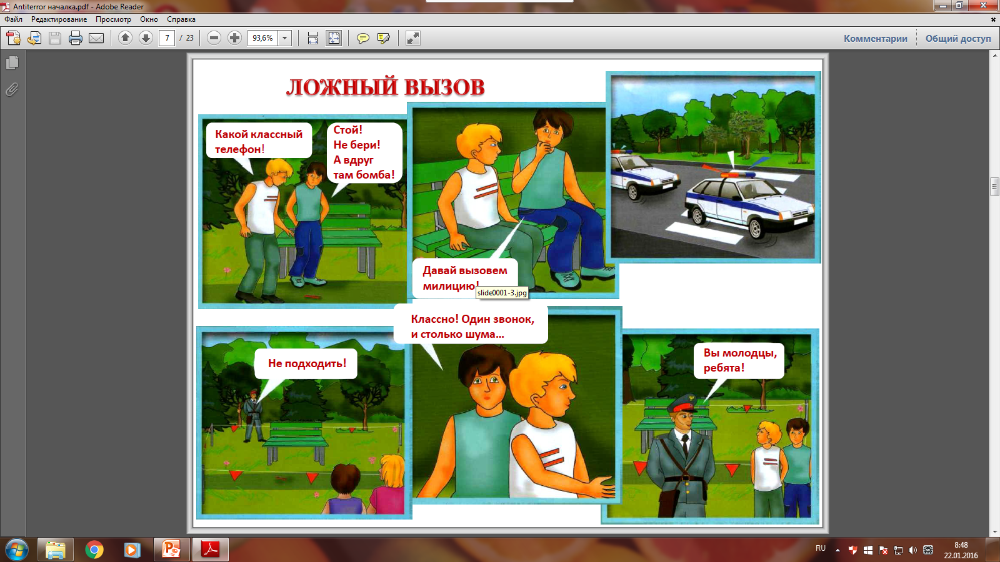 Antiterror началка.pdf - Adobe Reader
Файл Редактирование Просмотр Окно Справка
7 / 23
93,6%
Комментарии
Общий доступ
ЛОЖНЫЙ ВЫЗОВ
Какой классный
телефон!
Стой!
Не бери!
А вдруг
там бомба!
Давай вызовем
милицию!
slide0001-3.jpg
Не подходить!
Классно! Один звонок,
и столько шума...
Вы молодцы,
ребята!
RU
8:48
22.01.2016